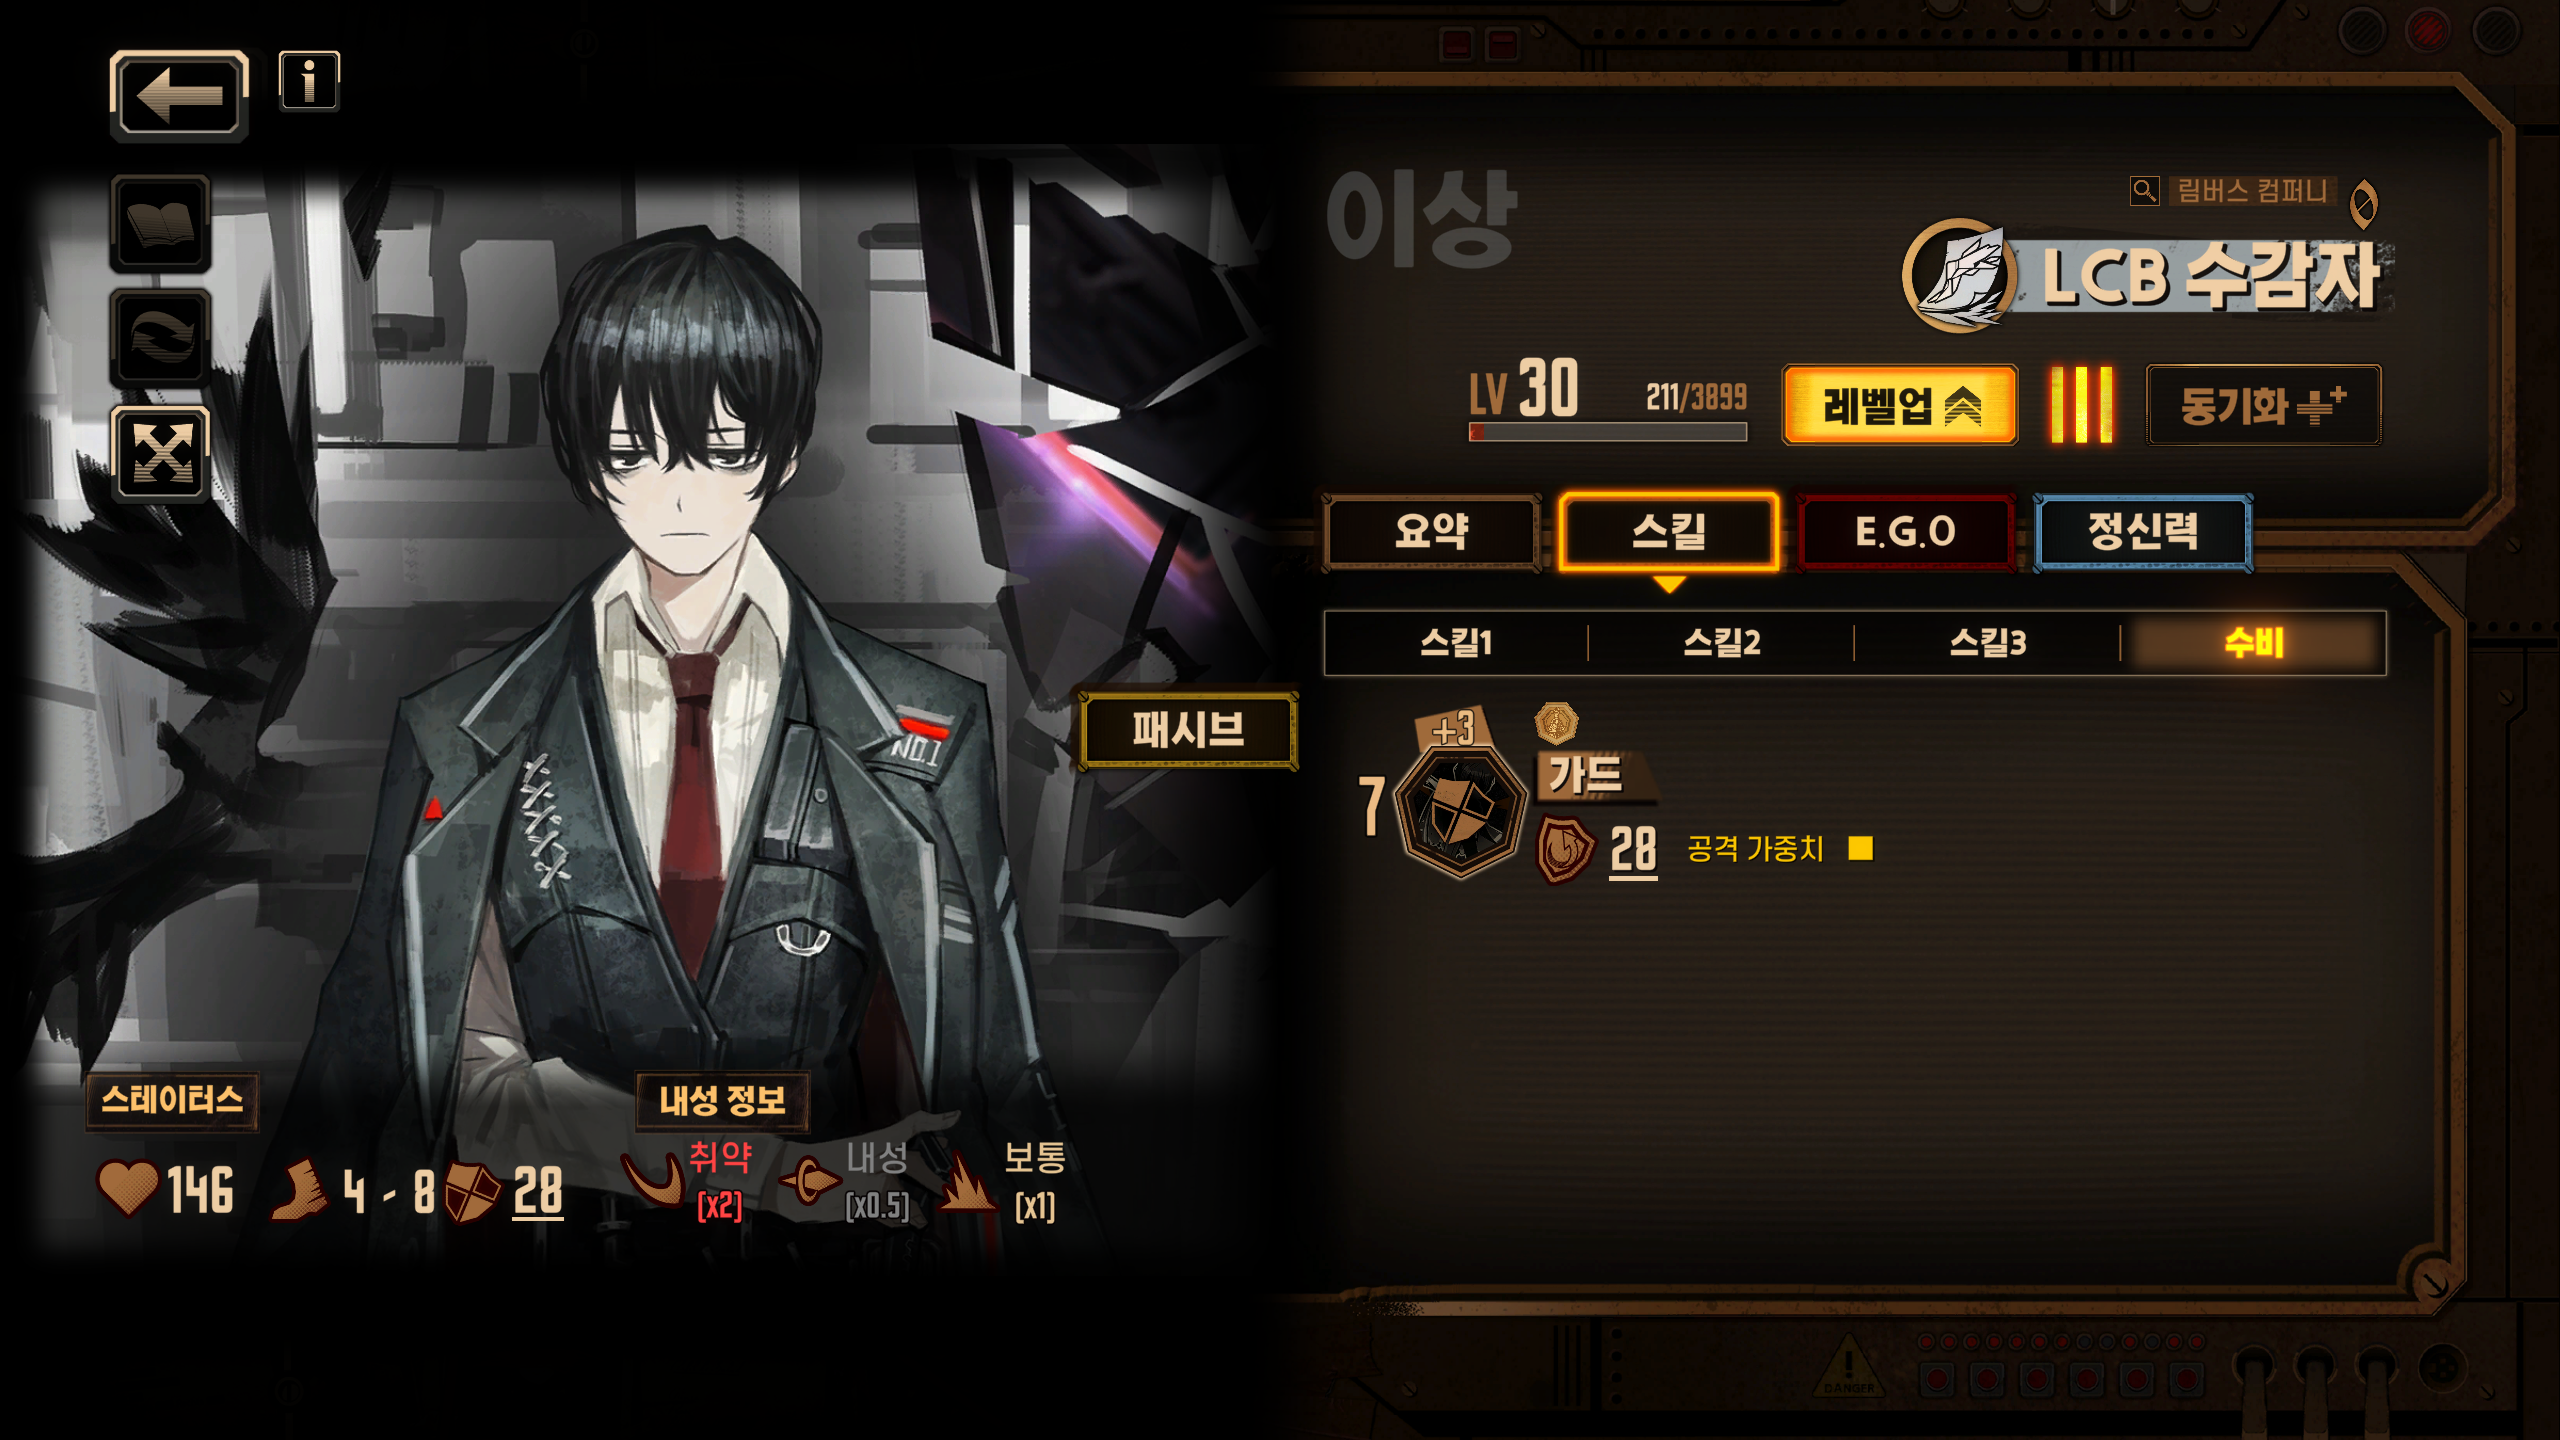 이상
림버스 컴퍼니
LCB 수감자
LV 30
211/3899
레벨업
동기화
요약
스킬
E.G.O
정신력
스킬1
스킬2
스킬3
수비
NO.1
패시브
+3
7
가드
28
공격 가중치
스테이터스
내성 정보
146
4 - 8
28
취약
[x2]
내성
[x0.5]
보통
[x1]
DANGER